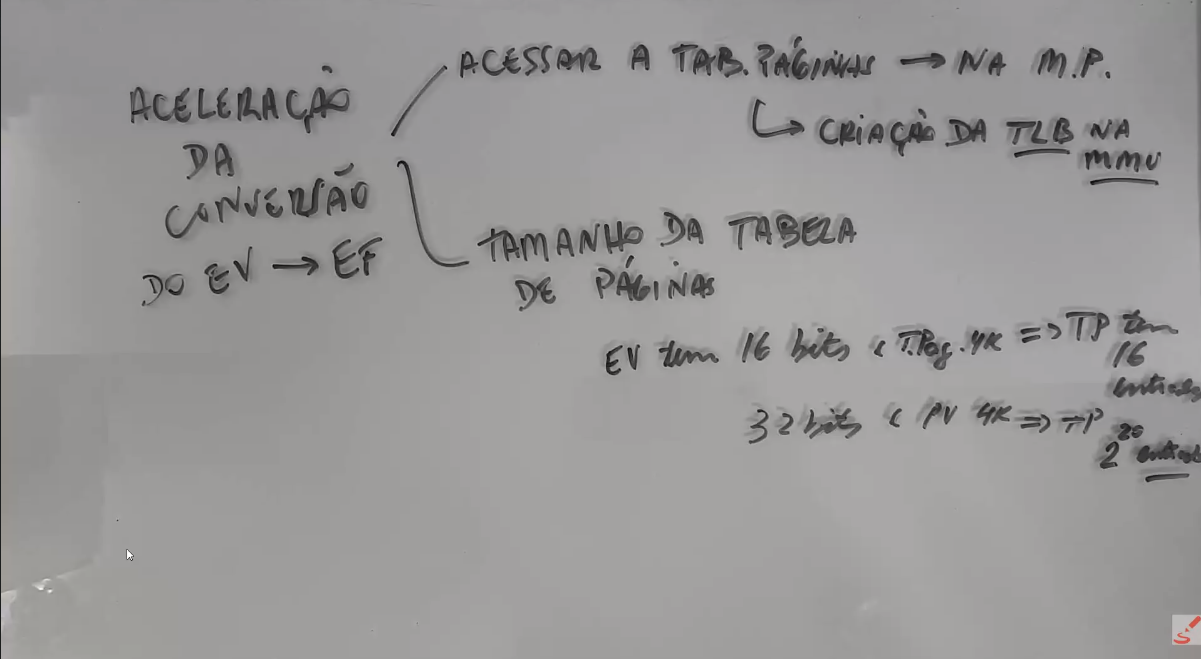 ACELERAÇÃO
DA
CONVERSÃO
DO EV → EF
ACESSAR A TAB. PÁGINAS → NA M.P.
↳ CRIAÇÃO DA TLB NA
MMU
TAMANHO DA TABELA
DE PÁGINAS
EV tem 16 bits e T.Pag. 4K => TP tem
16
entradas
32 bits e PV 4K => TP
2^20 entradas